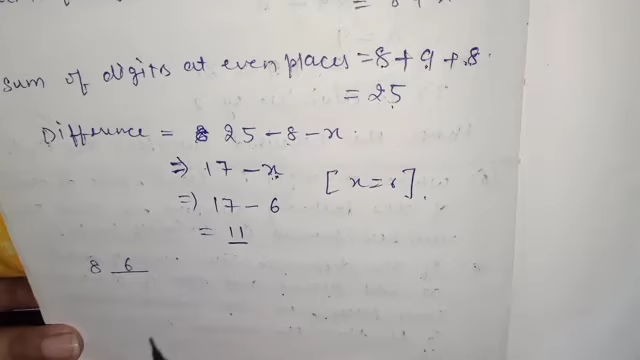 = 8 + x
sum of digits at even places = 8 + 9 + 8.
= 25
Difference = 25 - 8 - x.
⇒ 17 - x
[x = 6].
⇒ 17 - 6
= 11
8 6